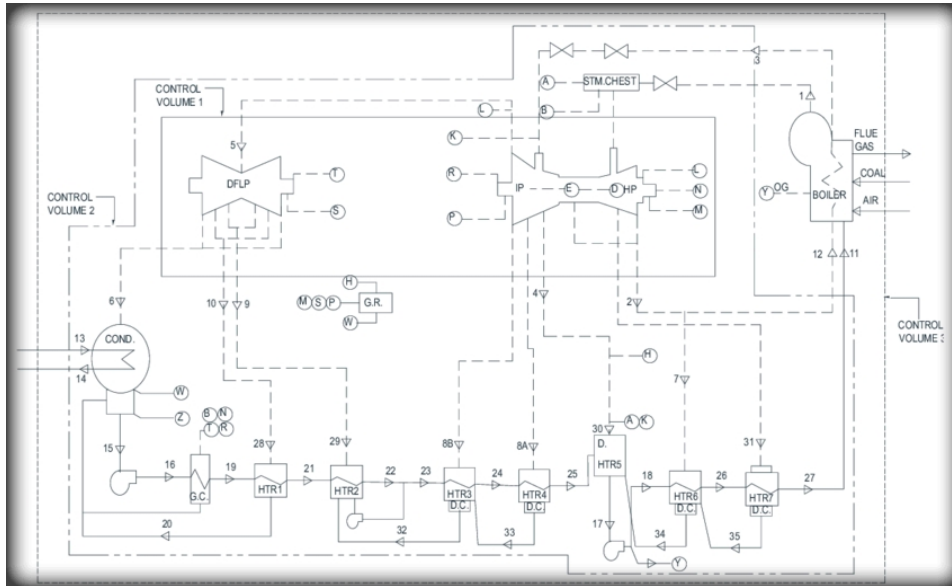 3
A
STM.CHEST
1
CONTROL
VOLUME 1
L
B
FLUE
GAS
K
5
R
IP
E
D
HP
L
N
M
T
DFLP
S
P
COAL
Y
OG
BOILER
AIR
CONTROL
VOLUME 2
12
11
H
M
S
P
G.R.
W
10
9
4
2
6
CONTROL
VOLUME 3
13
COND.
14
H
7
W
Z
B
N
T
R
A
K
15
28
29
8B
8A
30
D.
HTR5
31
16
19
21
22
23
24
25
18
26
27
G.C.
HTR1
HTR2
HTR3
D.C.
HTR4
D.C.
HTR6
D.C.
HTR7
D.C.
17
20
32
33
34
35
Y